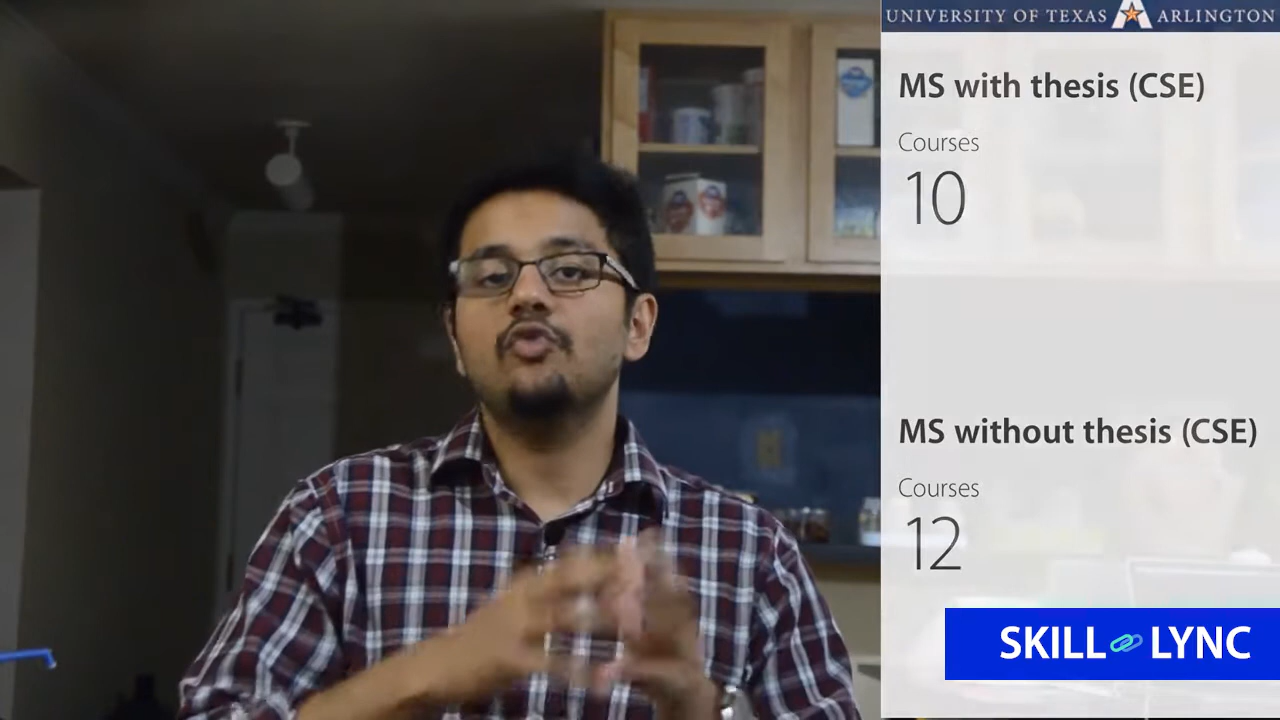 UNIVERSITY OF TEXAS ARLINGTON
MS with thesis (CSE)
Courses
10
MS without thesis (CSE)
Courses
12
SKILL LYNC